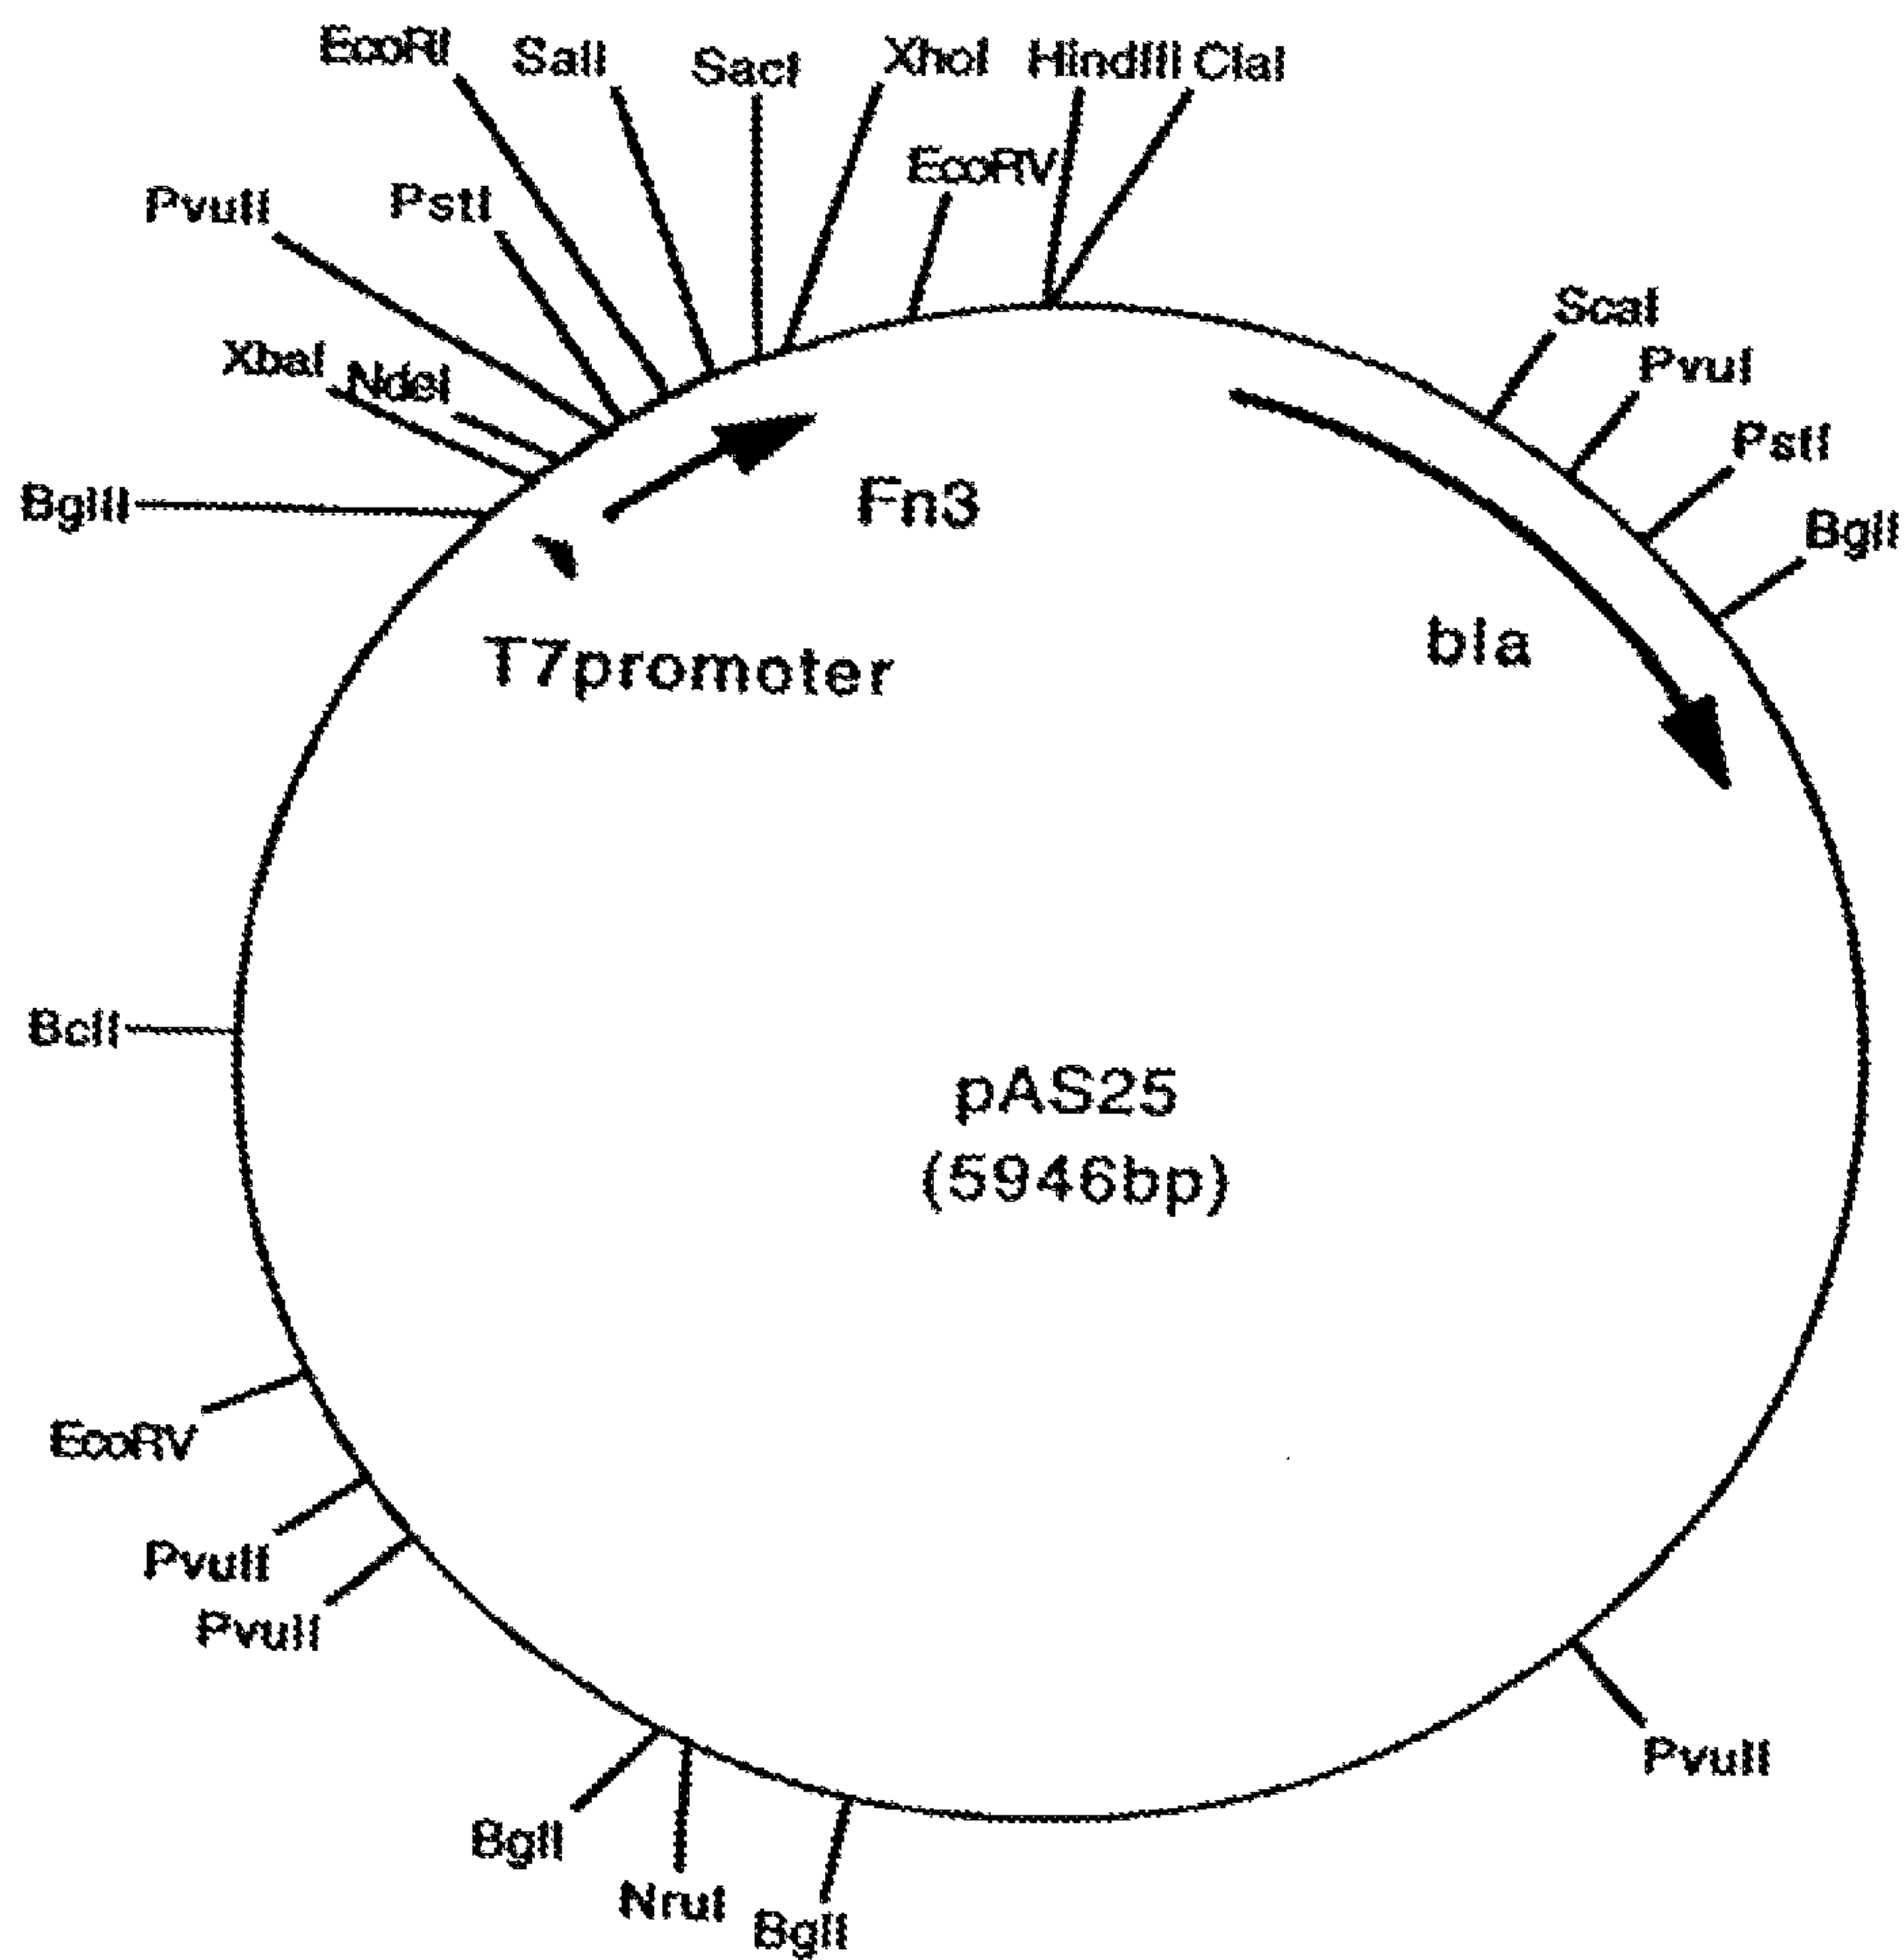 EcoRI
SalI
SacI
XhoI
HindIII
ClaI
EcoRV
PvuII
PstI
XbaI
NdeI
BglII
ScaI
PvuI
PstI
BglI
Fn3
T7promoter
bla
BclI
pAS25
(5946bp)
EcoRV
PvuII
PvuII
PvuII
BglI
NruI
BglI